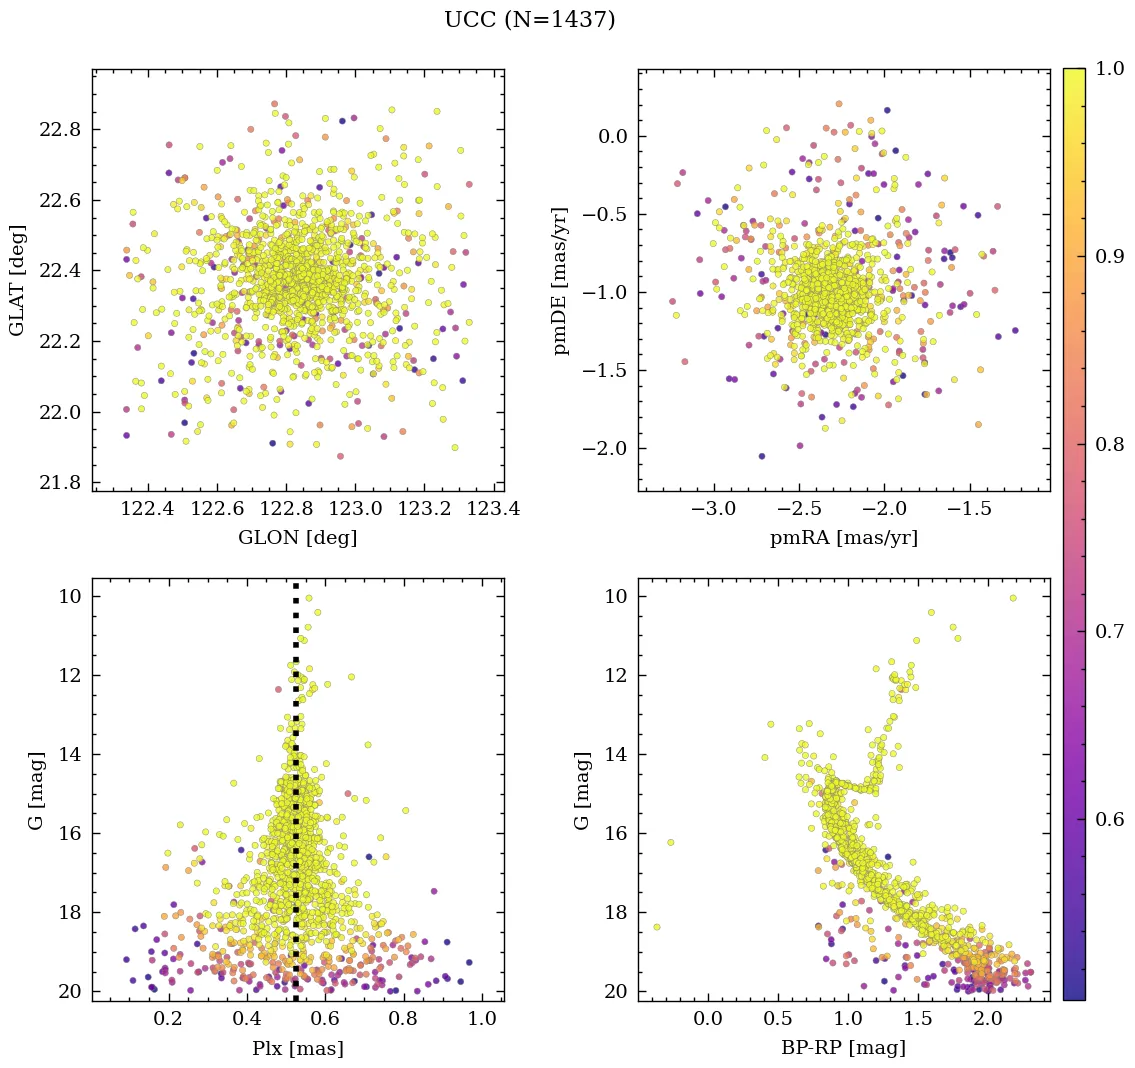 UCC (N=1437)
22.8
22.6
22.4
22.2
22.0
21.8
GLAT [deg]
122.4 122.6 122.8 123.0 123.2 123.4
GLON [deg]
0.0
−0.5
−1.0
−1.5
−2.0
pmDE [mas/yr]
−3.0 −2.5 −2.0 −1.5
pmRA [mas/yr]
1.0
0.9
0.8
0.7
0.6
10
12
14
16
18
20
G [mag]
0.2 0.4 0.6 0.8 1.0
Plx [mas]
10
12
14
16
18
20
G [mag]
0.0 0.5 1.0 1.5 2.0
BP-RP [mag]